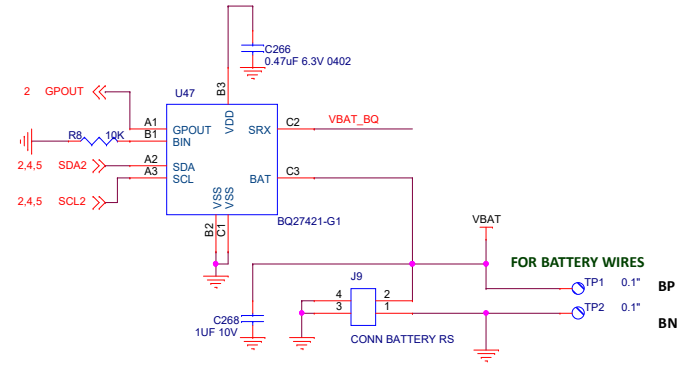 C266
0.47uF 6.3V 0402
B3
U47
2 GPOUT
A1
GPOUT
VDD
SRX
C2
VBAT_BQ
R8 10K
B1
BIN
2,4,5 SDA2
A2
SDA
A3
SCL
BAT
C3
2,4,5 SCL2
VSS
VSS
B2
C1
BQ27421-G1
VBAT
FOR BATTERY WIRES
J9
TP1 0.1" BP
4
2
3
1
TP2 0.1" BN
C268
1UF 10V
CONN BATTERY RS